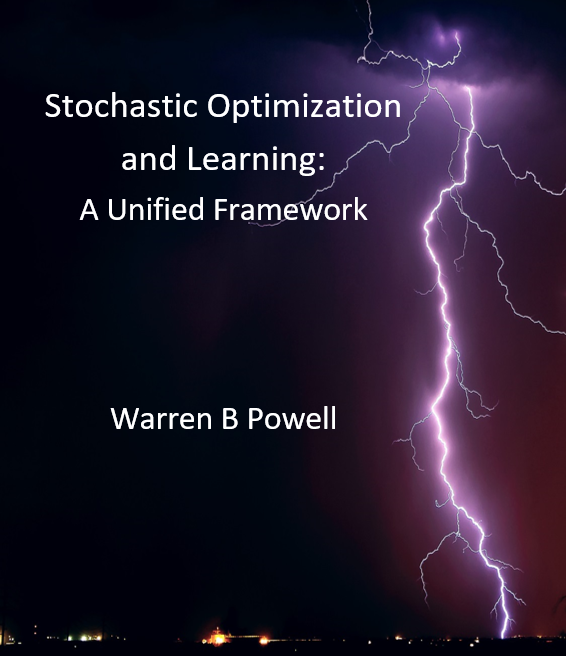 Stochastic Optimization
and Learning:
A Unified Framework
Warren B Powell